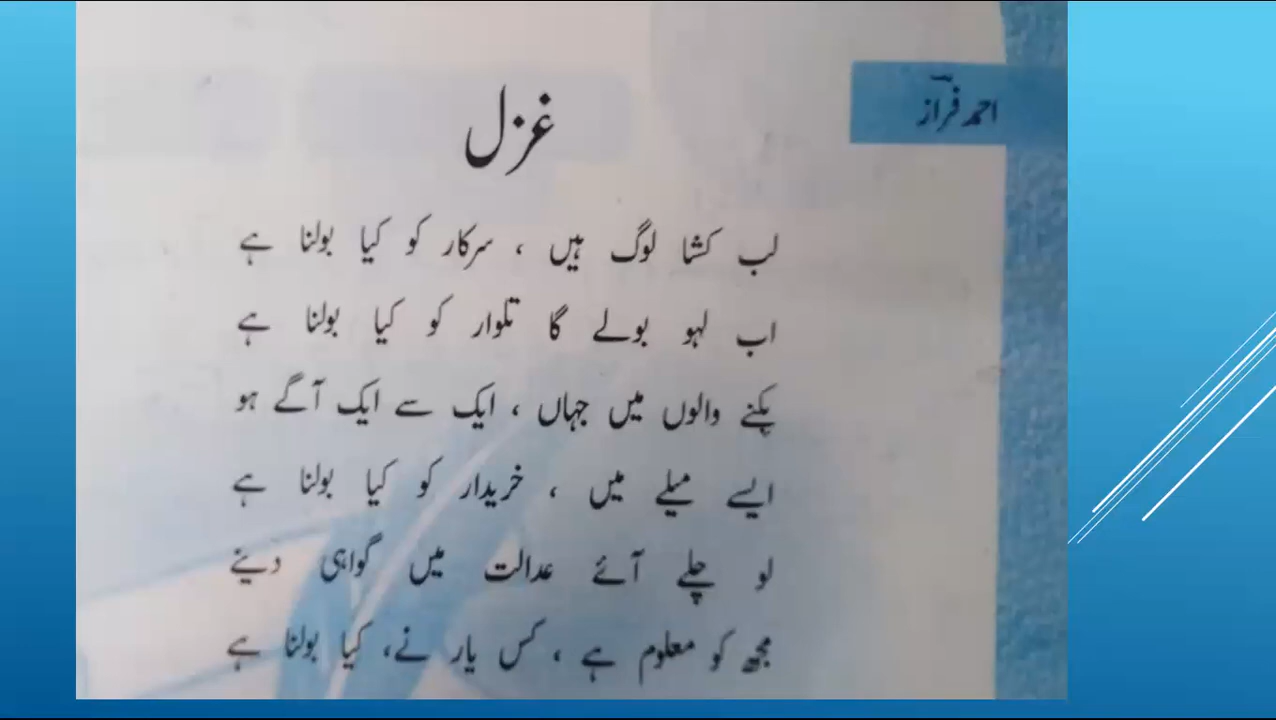 احمد فراز
غزل
لب کشا لوگ ہیں ، سرکار کو کیا بولنا ہے
اب لہو بولے گا تلوار کو کیا بولنا ہے
بکنے والوں میں جہاں ، ایک سے ایک آگے ہو
ایسے میلے میں ، خریدار کو کیا بولنا ہے
لو چلے آئے عدالت میں گواہی دینے
مجھ کو معلوم ہے ، کس یار نے، کیا بولنا ہے